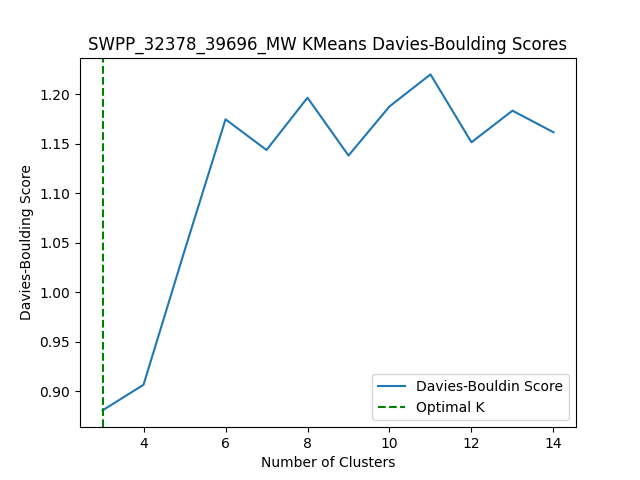 SWPP_32378_39696_MW KMeans Davies-Boulding Scores
1.20
1.15
1.10
1.05
1.00
0.95
0.90
Davies-Boulding Score
Davies-Bouldin Score
Optimal K
4 6 8 10 12 14
Number of Clusters